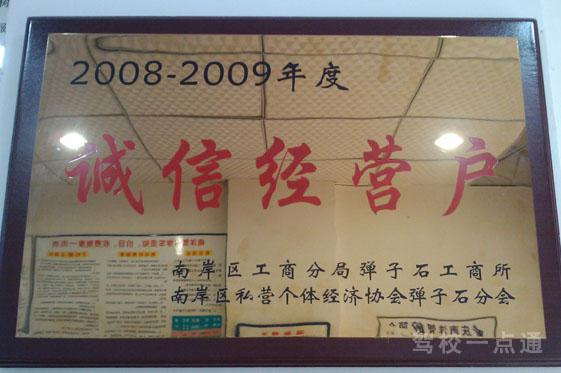 2008-2009年度
诚信经营户
南岸区工商分局弹子石工商所
南岸区私营个体经济协会弹子石分会
驾校一点通